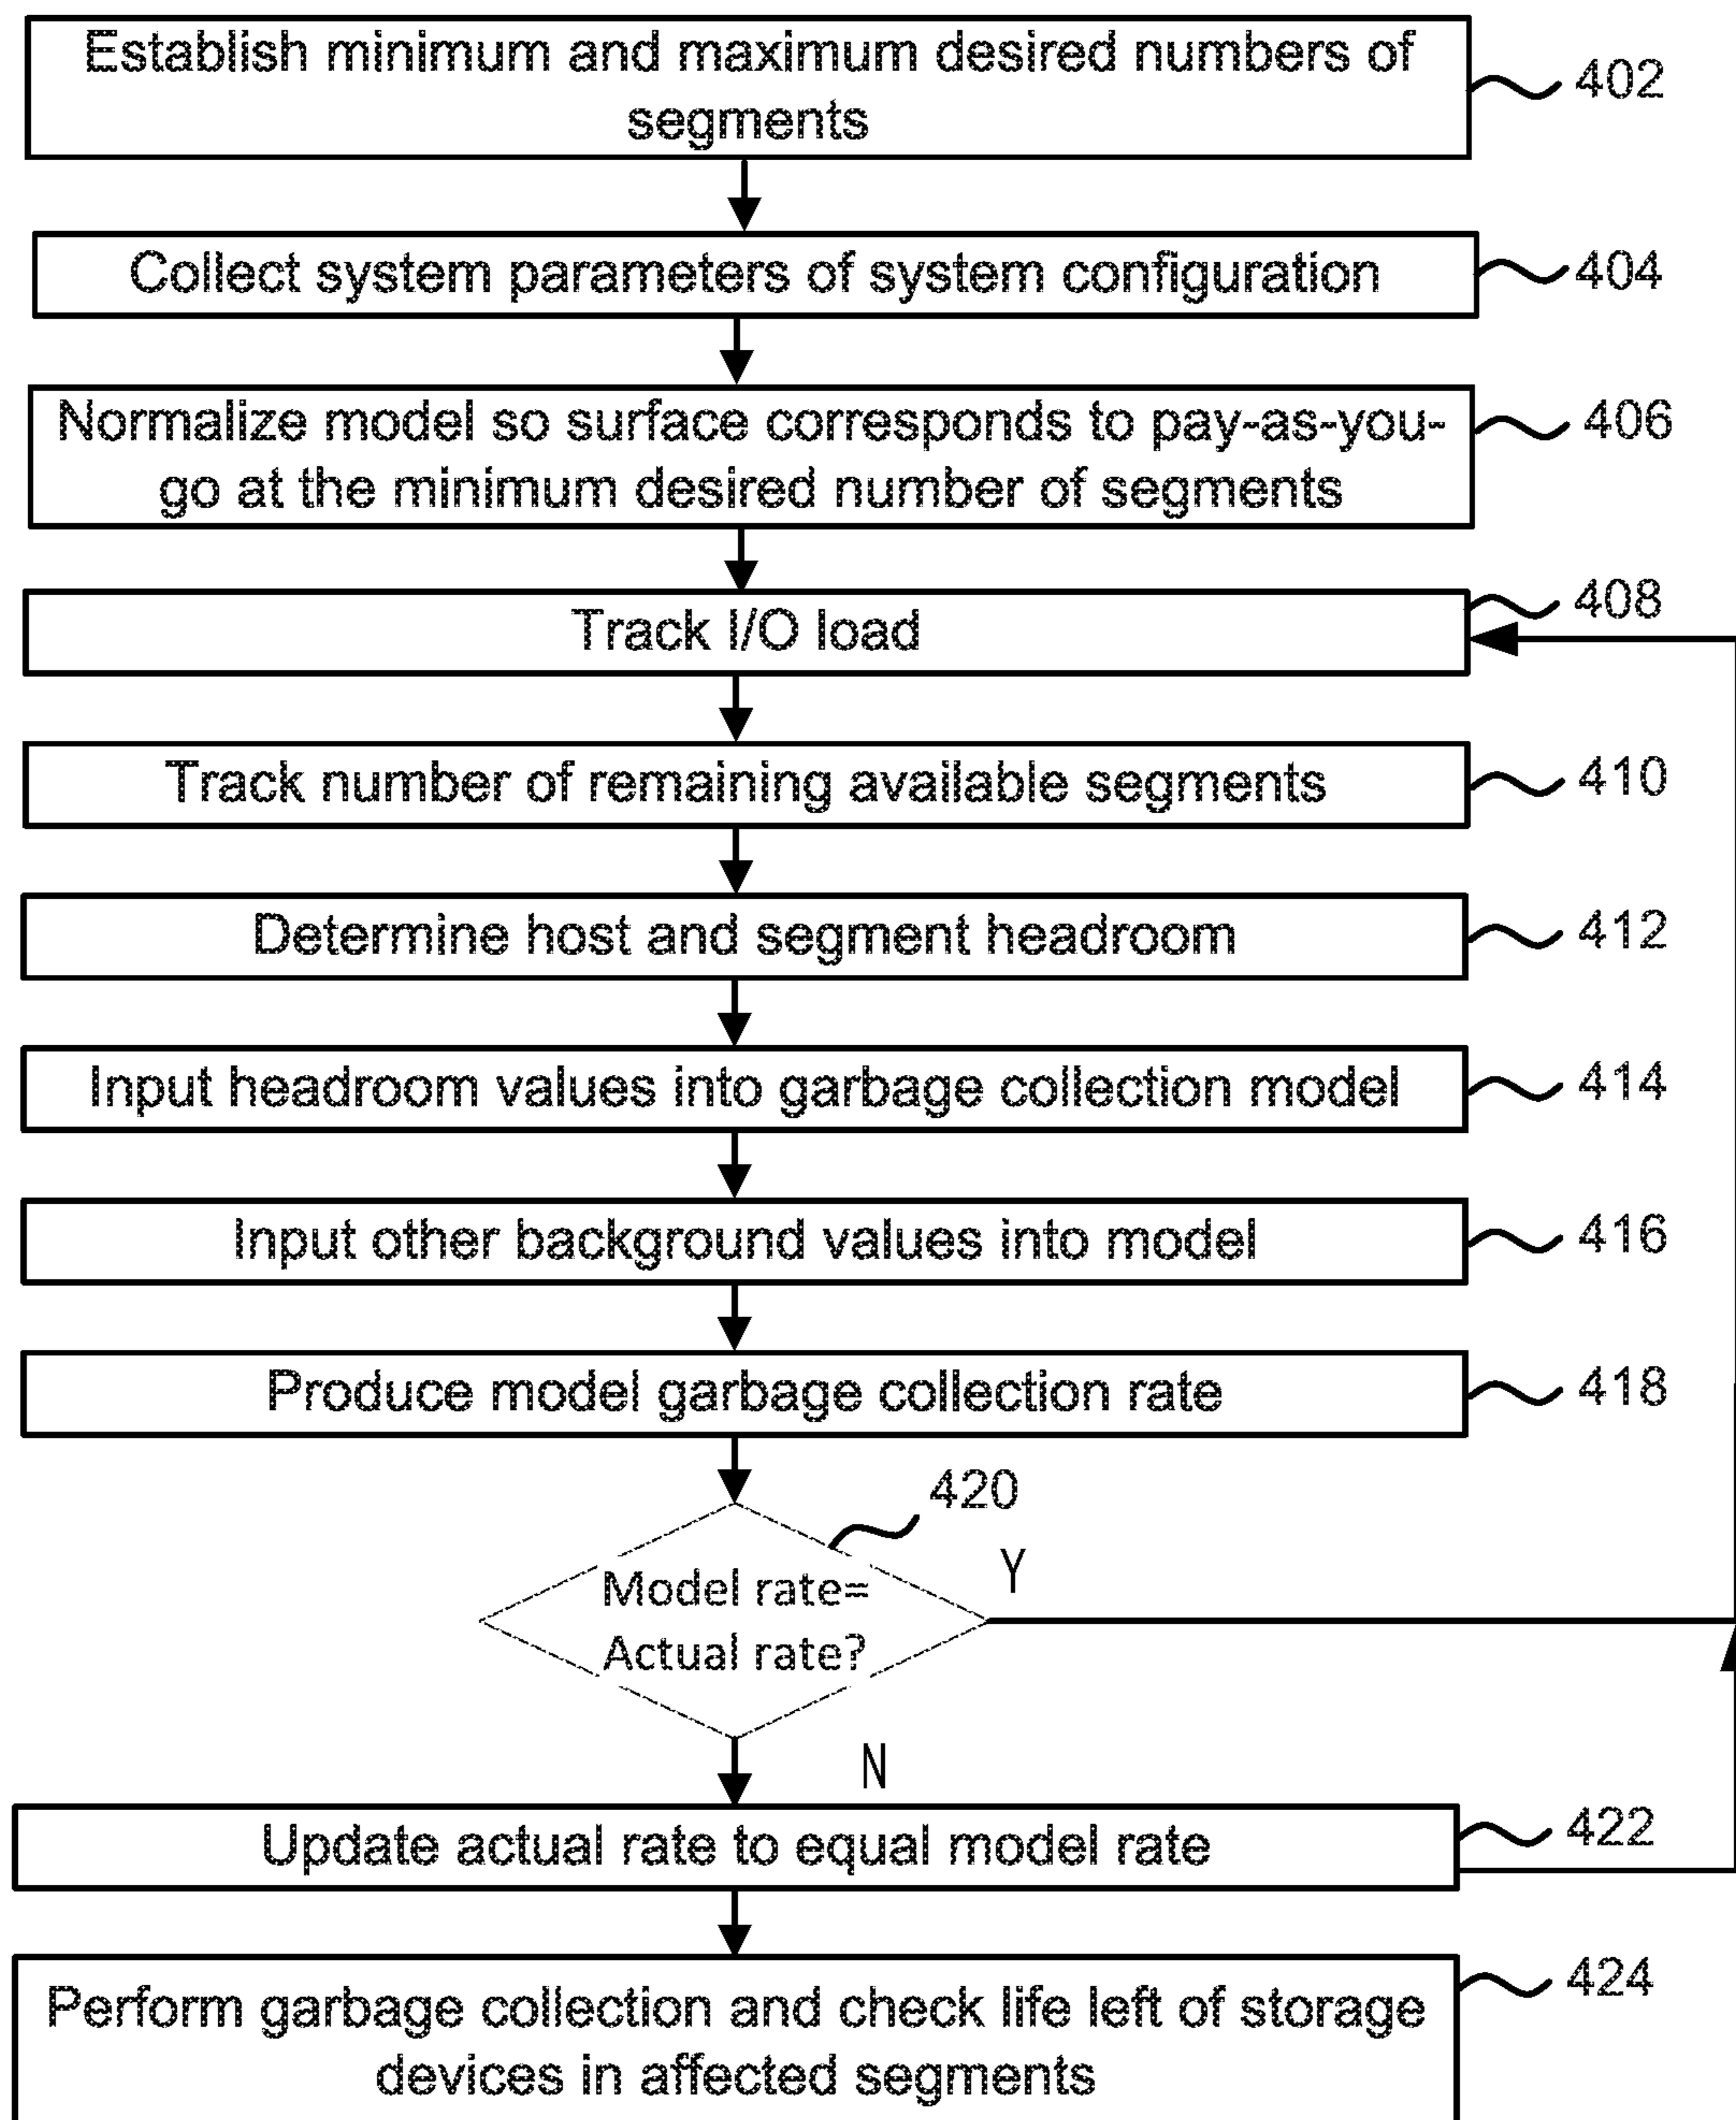 Establish minimum and maximum desired numbers of
segments
402
Collect system parameters of system configuration
404
Normalize model so surface corresponds to pay-as-you-
go at the minimum desired number of segments
406
Track I/O load
408
Track number of remaining available segments
410
Determine host and segment headroom
412
Input headroom values into garbage collection model
414
Input other background values into model
416
Produce model garbage collection rate
418
420
Model rate=
Actual rate?
Y
N
Update actual rate to equal model rate
422
Perform garbage collection and check life left of storage
devices in affected segments
424